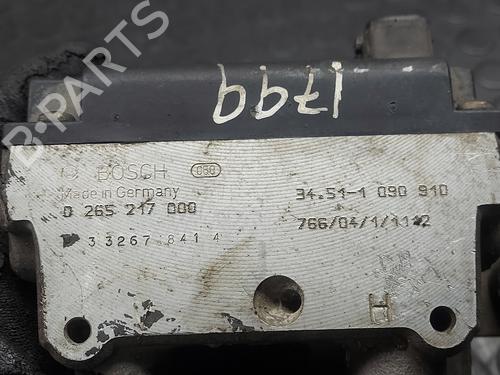 1799
BOSCH 030
Made in Germany
0 265 217 000
33267 841 4
34.51-1 090 910
766/04/1/1112
H
B-PARTS